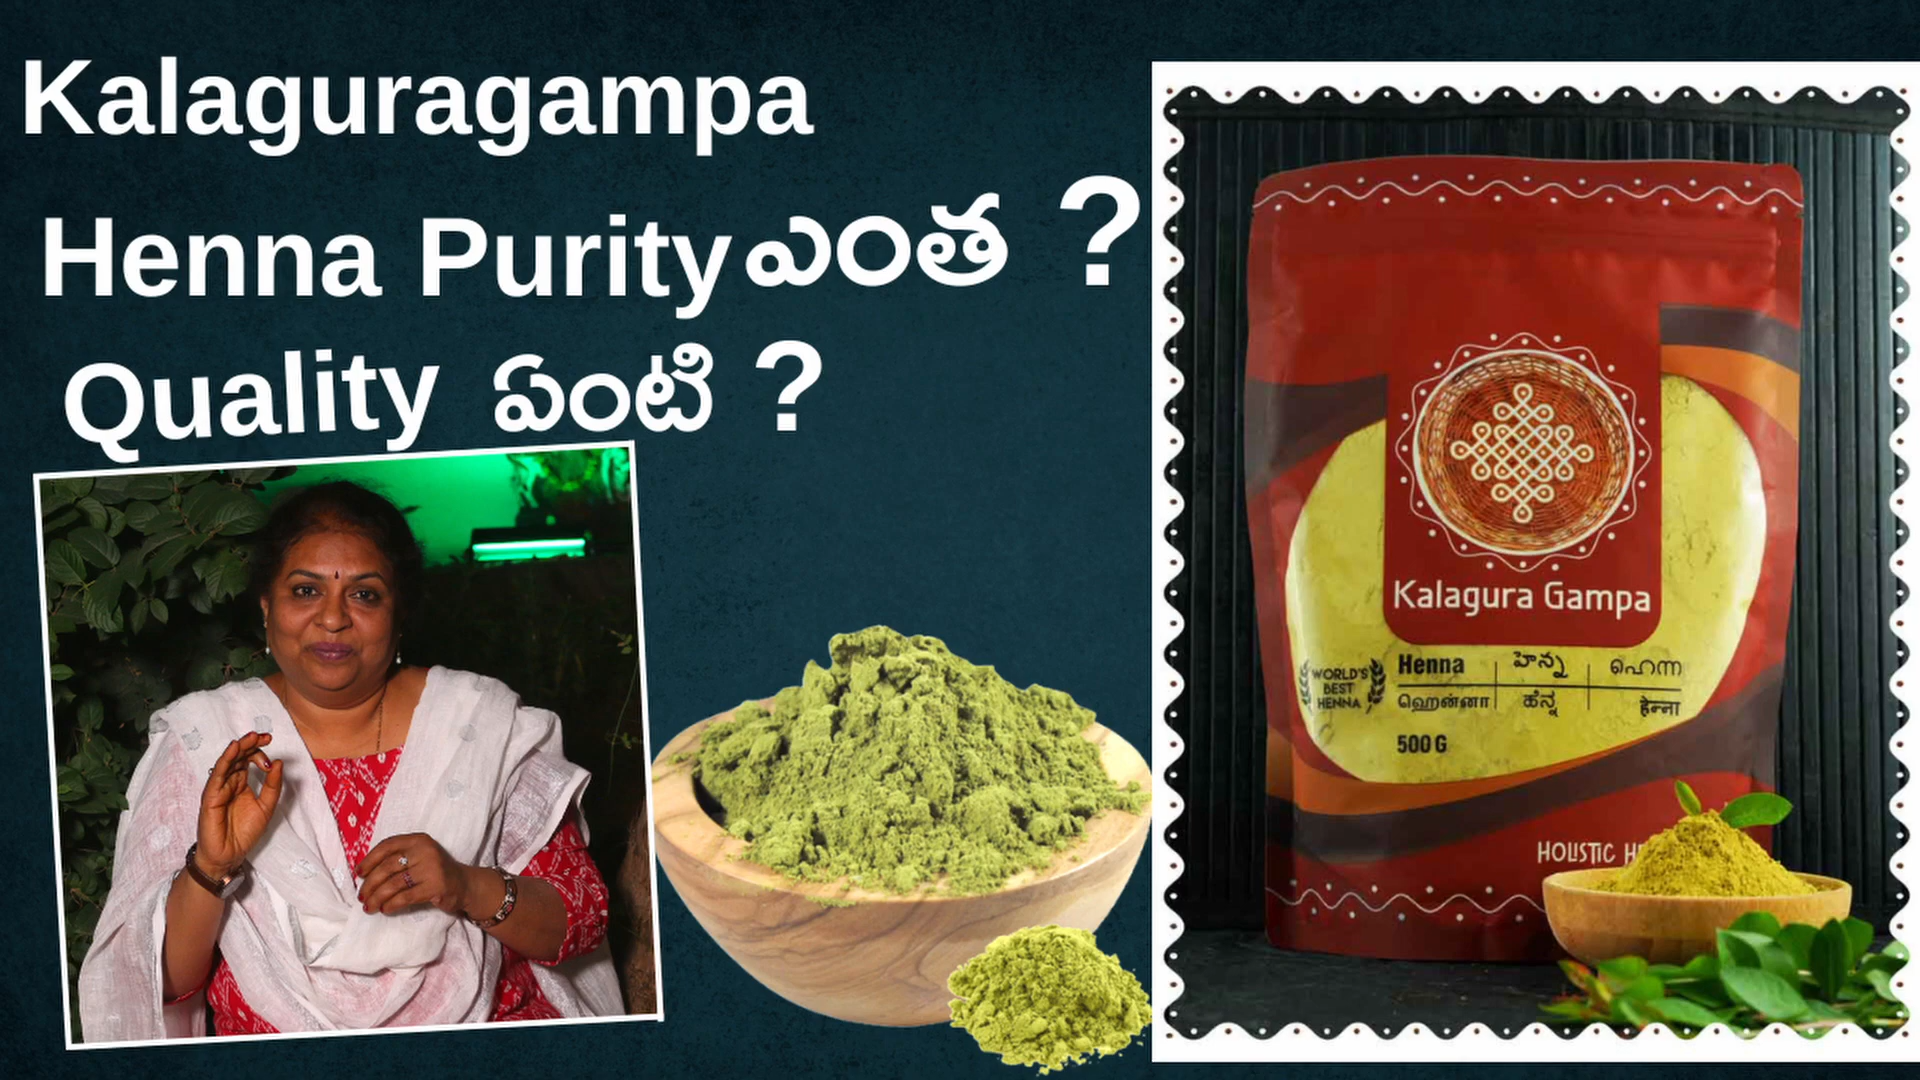 Kalaguragampa
Henna Purity ఎంత ?
Quality ఏంటి ?
Kalagura Gampa
WORLD'S
BEST
HENNA
Henna హెన్న ഹെന്ന
ஹென்னா ಹೆನ್ನ हेन्ना
500 G
HOLISTIC